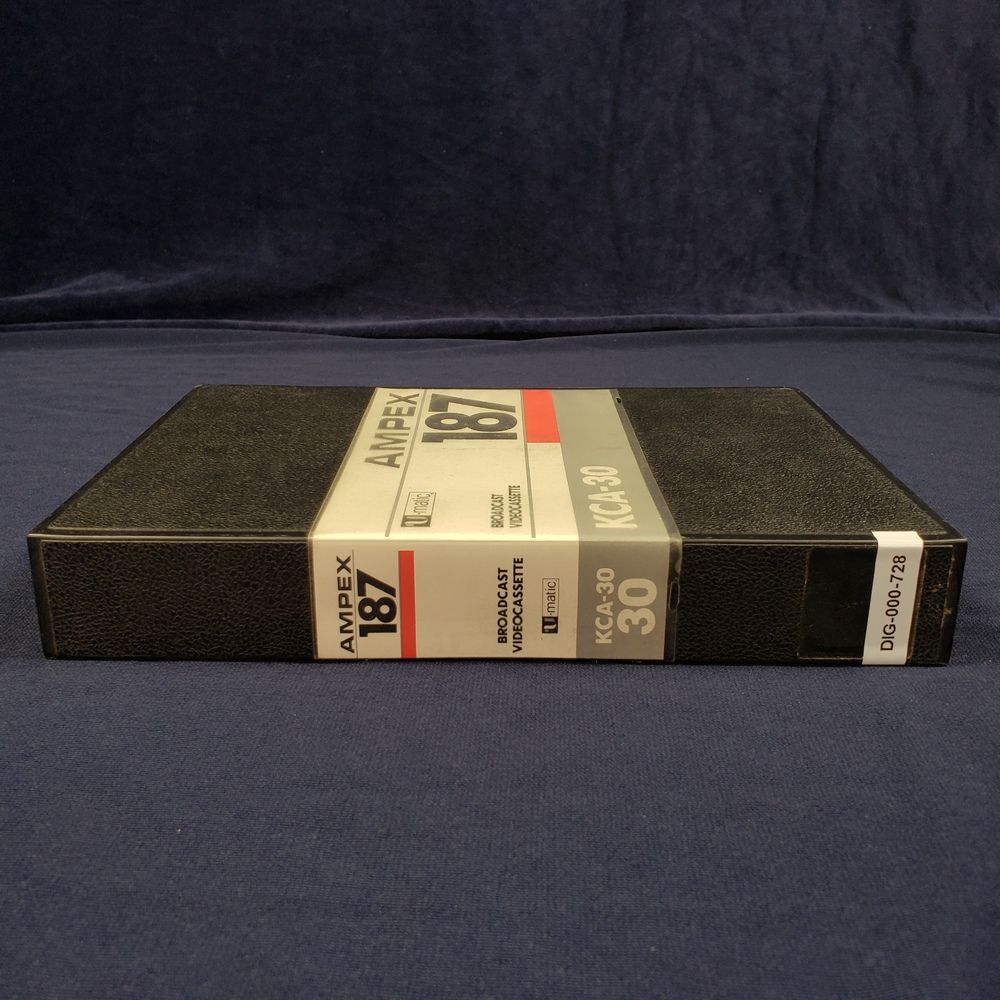 AMPEX
187
U-matic
BROADCAST
VIDEOCASSETTE
KCA-30
AMPEX
187
BROADCAST
VIDEOCASSETTE
U-matic
KCA-30
30
DIG-000-728